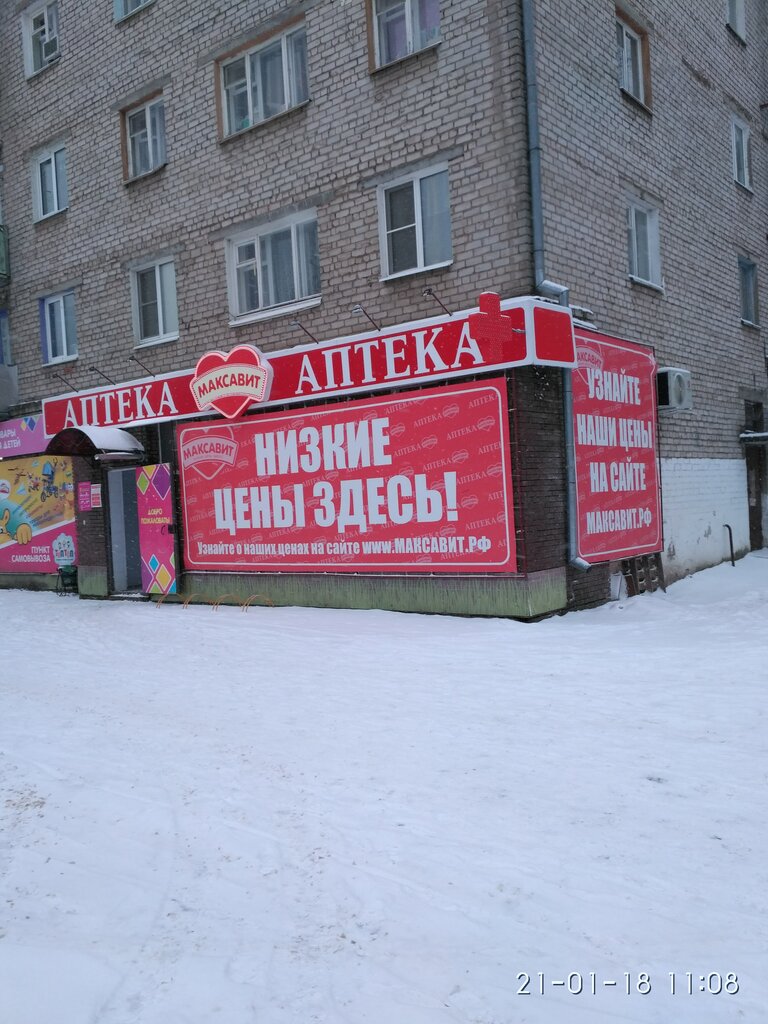 АПТЕКА
МАКСАВИТ
АПТЕКА
МАКСАВИТ
НИЗКИЕ
ЦЕНЫ ЗДЕСЬ!
Узнайте о наших ценах на сайте www.МАКСАВИТ.РФ
УЗНАЙТЕ
НАШИ ЦЕНЫ
НА САЙТЕ
МАКСАВИТ.РФ
ДЕТЕЙ
ПУНКТ
САМОВЫВОЗА
ДОБРО
ПОЖАЛОВАТЬ
21-01-18 11:08